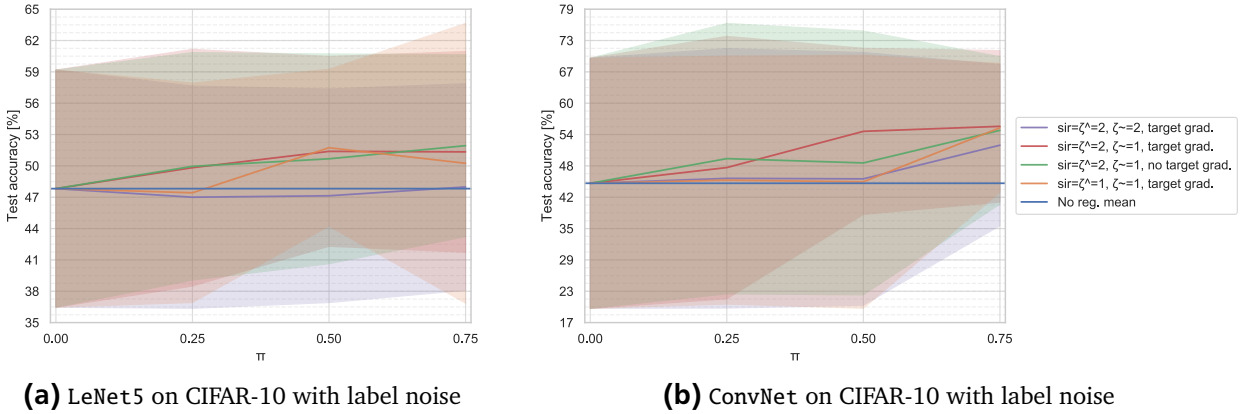 65
62
59
56
53
50
47
44
41
38
35
Test accuracy [%]
0.00 0.25 0.50 0.75
π
79
73
67
60
54
48
42
35
29
23
17
Test accuracy [%]
0.00 0.25 0.50 0.75
π
sir=ζ^=2, ζ~=2, target grad.
sir=ζ^=2, ζ~=1, target grad.
sir=ζ^=2, ζ~=1, no target grad.
sir=ζ^=1, ζ~=1, target grad.
No reg. mean
(a) LeNet5 on CIFAR-10 with label noise
(b) ConvNet on CIFAR-10 with label noise